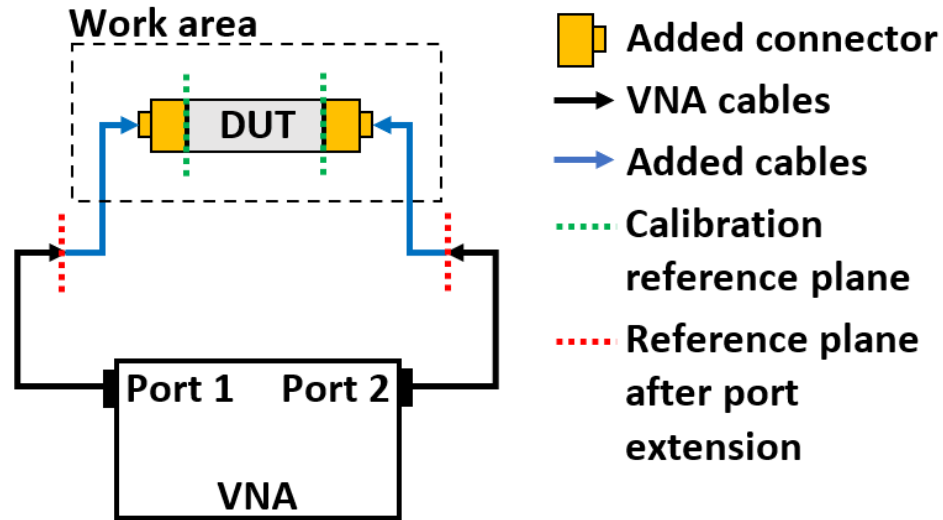 Work area
DUT
Port 1 Port 2
VNA
Added connector
VNA cables
Added cables
Calibration
reference plane
Reference plane
after port
extension